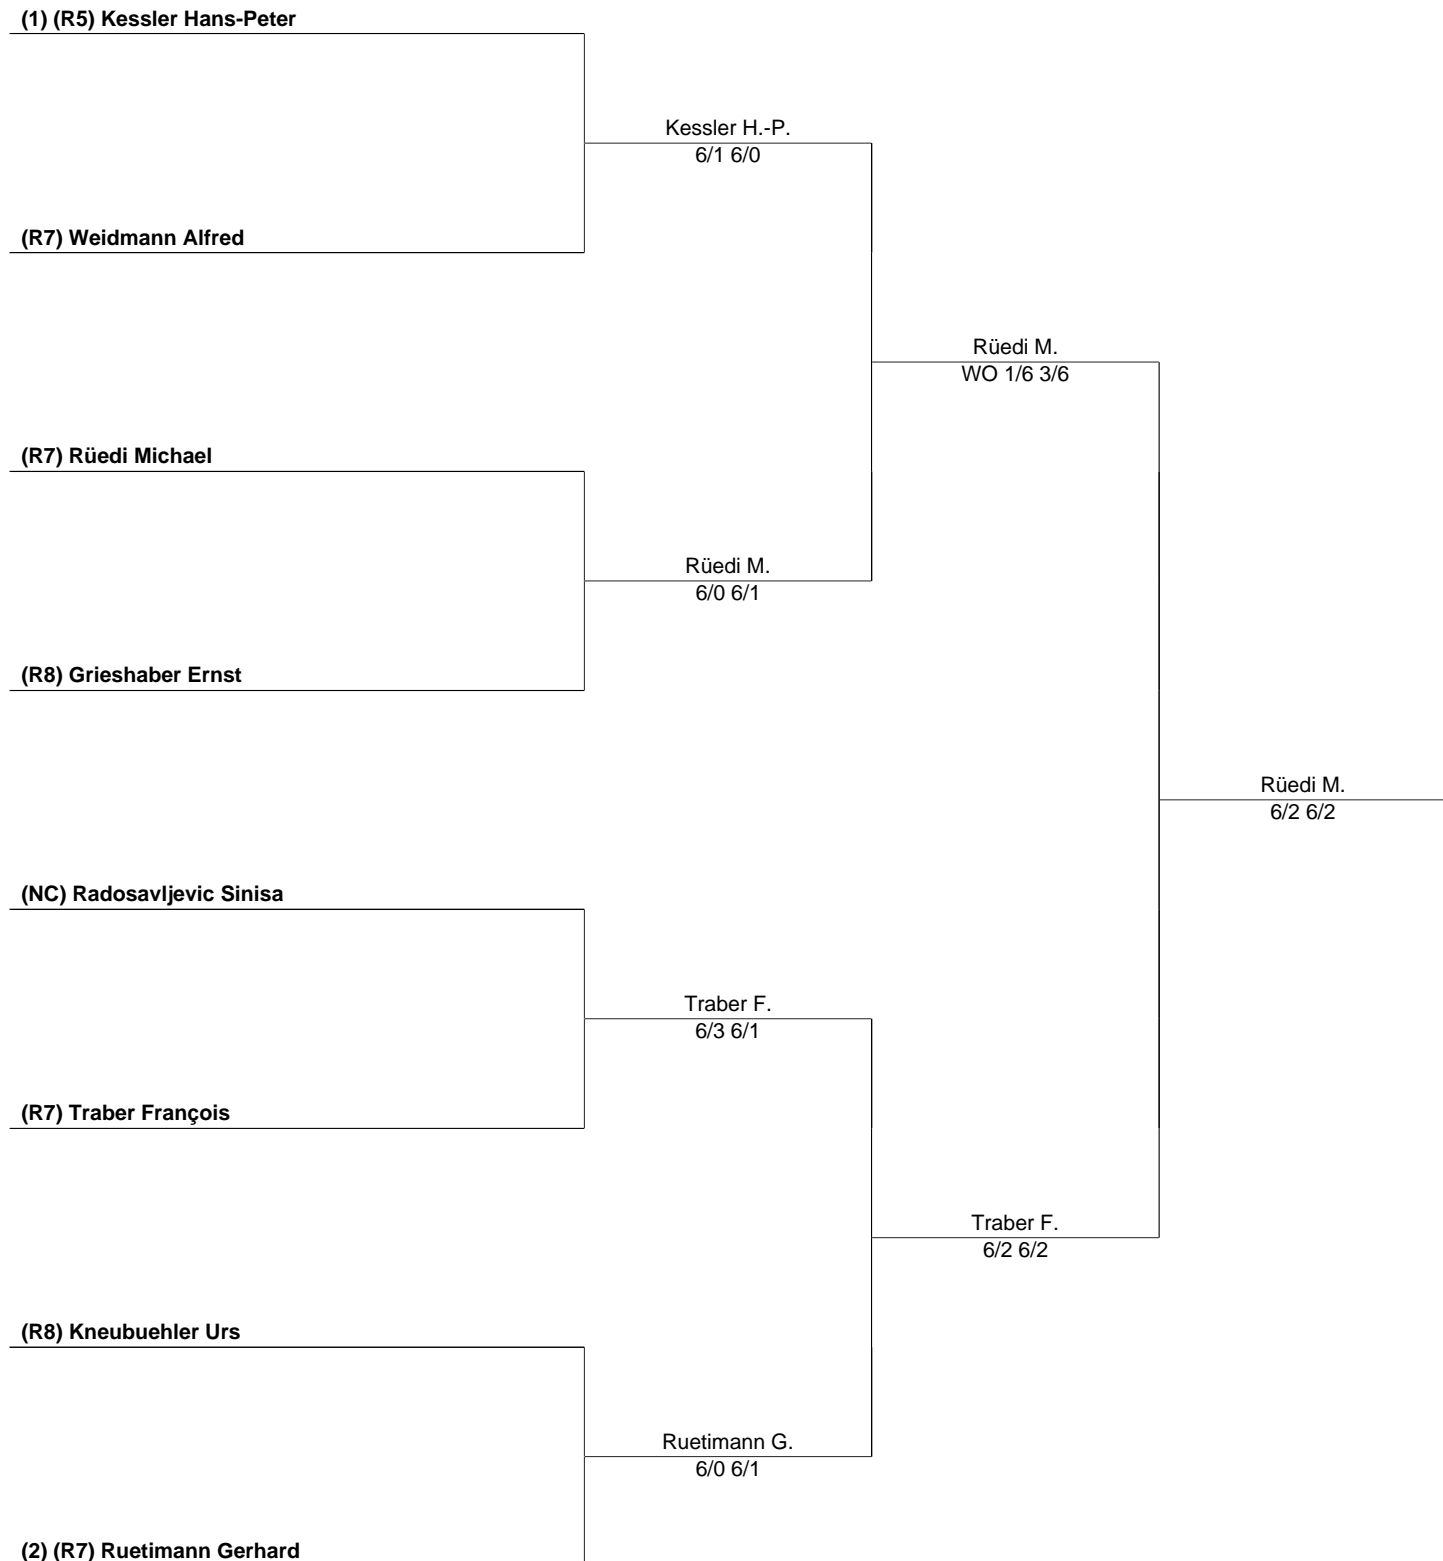 (1) (R5) Kessler Hans-Peter
Kessler H.-P.
6/1 6/0
(R7) Weidmann Alfred
Rüedi M.
WO 1/6 3/6
(R7) Rüedi Michael
Rüedi M.
6/0 6/1
(R8) Grieshaber Ernst
Rüedi M.
6/2 6/2
(NC) Radosavljevic Sinisa
Traber F.
6/3 6/1
(R7) Traber François
Traber F.
6/2 6/2
(R8) Kneubuehler Urs
Ruetimann G.
6/0 6/1
(2) (R7) Ruetimann Gerhard